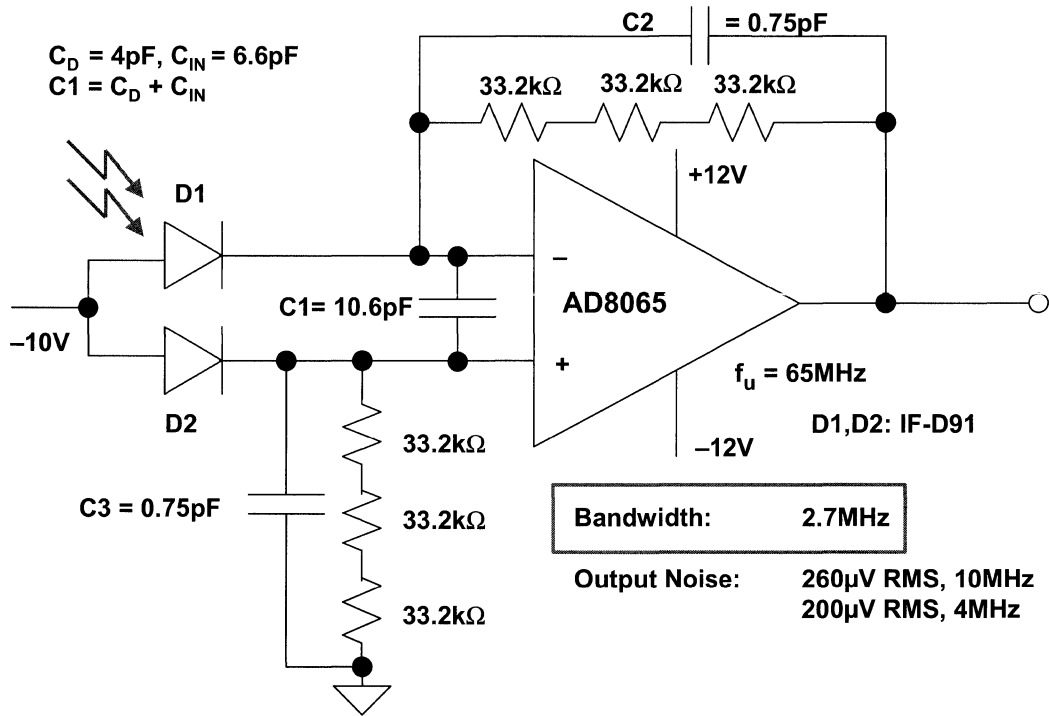 C_D = 4pF, C_IN = 6.6pF
C1 = C_D + C_IN
C2 = 0.75pF
33.2kΩ 33.2kΩ 33.2kΩ
+12V
D1
–
C1= 10.6pF
AD8065
–10V
+
f_u = 65MHz
D2
D1,D2: IF-D91
–12V
33.2kΩ
C3 = 0.75pF
33.2kΩ
33.2kΩ
Bandwidth: 2.7MHz
Output Noise: 260µV RMS, 10MHz
200µV RMS, 4MHz